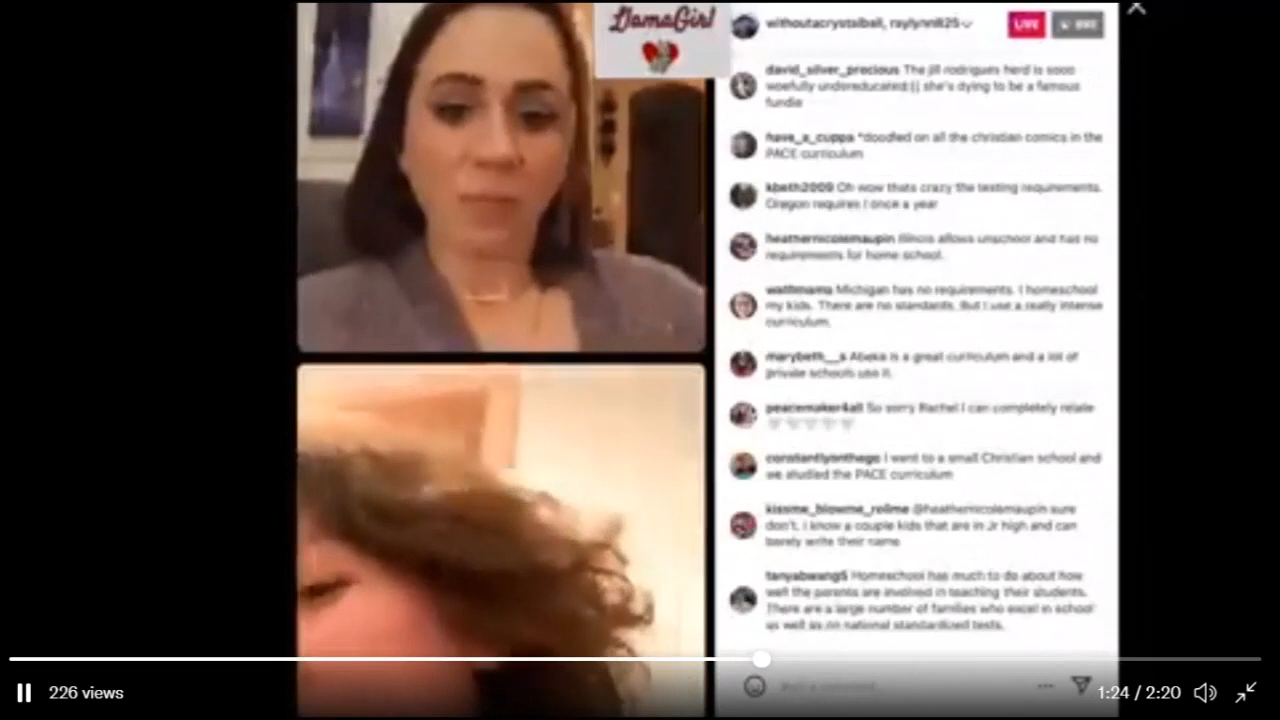 LlamaGirl
withoutacrystalball, raylynn825
LIVE
david_silver_precious The jill rodrigues herd is sooo
woefully undereducated:(( she's dying to be a famous
fundie
have_a_cuppa *doodled on all the christian comics in the
PACE curriculum
kbeth2009 Oh wow thats crazy the testing requirements.
Oregon requires 1 once a year
heathernicolemaupin Illinois allows unschool and has no
requirements for home school.
Michigan has no requirements. I homeschool
my kids. There are no standards. But I use a really intense
curriculum.
marybeth__s Abeka is a great curriculum and a lot of
private schools use it.
peacemaker4all So sorry Rachel I can completely relate
constantlyonthego I went to a small Christian school and
we studied the PACE curriculum
kissme_blowme_rollme @heathernicolemaupin sure
don't. i know a couple kids that are in Jr high and can
barely write their name
tanyabwang5 Homeschool has much to do about how
well the parents are involved in teaching their students.
There are a large number of families who excel in school
as well as on national standardized tests.
226 views
1:24 / 2:20